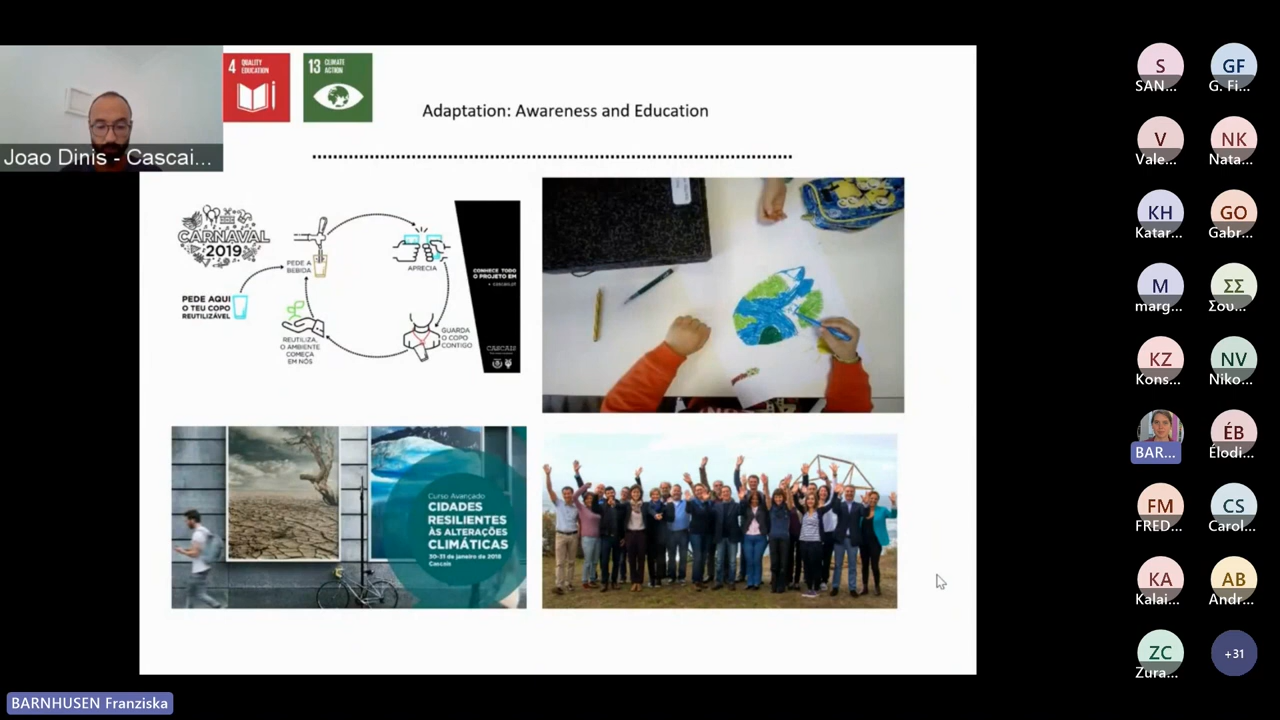 4 QUALITY
EDUCATION
13 CLIMATE
ACTION
Adaptation: Awareness and Education
Joao Dinis - Cascai...
CARNAVAL
2019
PEDE A
BEBIDA
APRECIA
PEDE AQUI
O TEU COPO
REUTILIZÁVEL
GUARDA
O COPO
CONTIGO
REUTILIZA,
O AMBIENTE
COMEÇA
EM NÓS
CONHECE TODO
O PROJETO EM
CASCAIS
Curso Avançado
CIDADES
RESILIENTES
ÀS ALTERAÇÕES
CLIMÁTICAS
30-31 de janeiro de 2018
Cascais
S
SAN...
GF
G. Fi...
V
Vale...
NK
Nata...
KH
Katar...
GO
Gabr...
M
marg...
ΣΣ
Σου...
KZ
Kons...
NV
Niko...
BAR...
ÉB
Élodi...
FM
FRED...
CS
Carol...
KA
Kalai...
AB
Andr...
ZC
Zura...
+31
BARNHUSEN Franziska